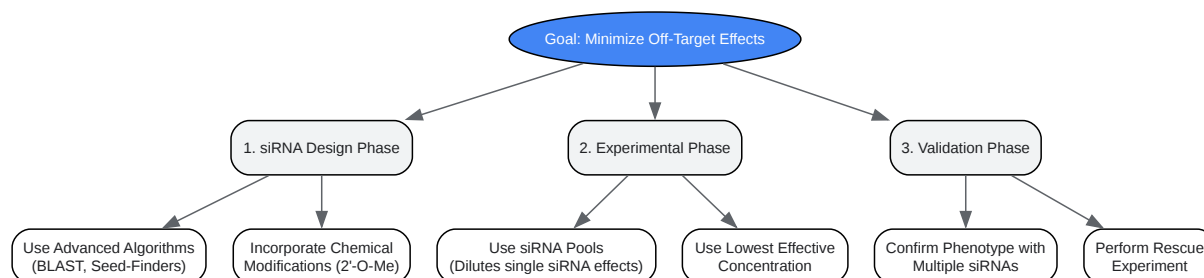 Goal: Minimize Off-Target Effects
1. siRNA Design Phase
2. Experimental Phase
3. Validation Phase
Use Advanced Algorithms
(BLAST, Seed-Finders)
Incorporate Chemical
Modifications (2'-O-Me)
Use siRNA Pools
(Dilutes single siRNA effects)
Use Lowest Effective
Concentration
Confirm Phenotype with
Multiple siRNAs
Perform Rescue
Experiment